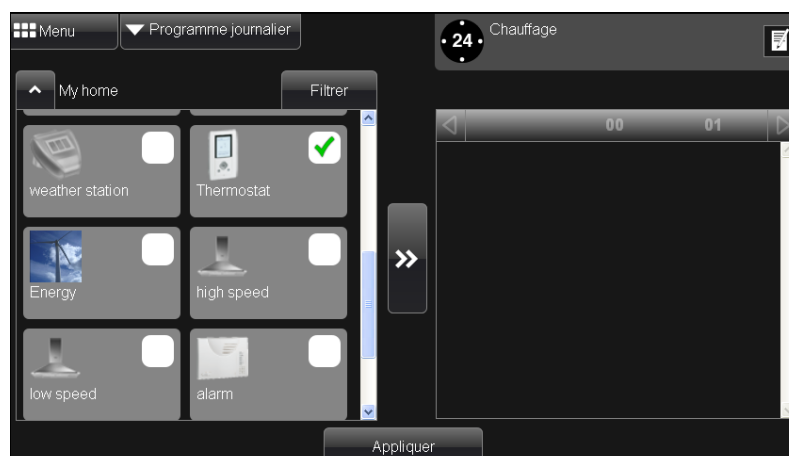 Menu
Programme journalier
24
Chauffage
My home
Filtrer
00 01
weather station
Thermostat
Energy
high speed
low speed
alarm
Appliquer